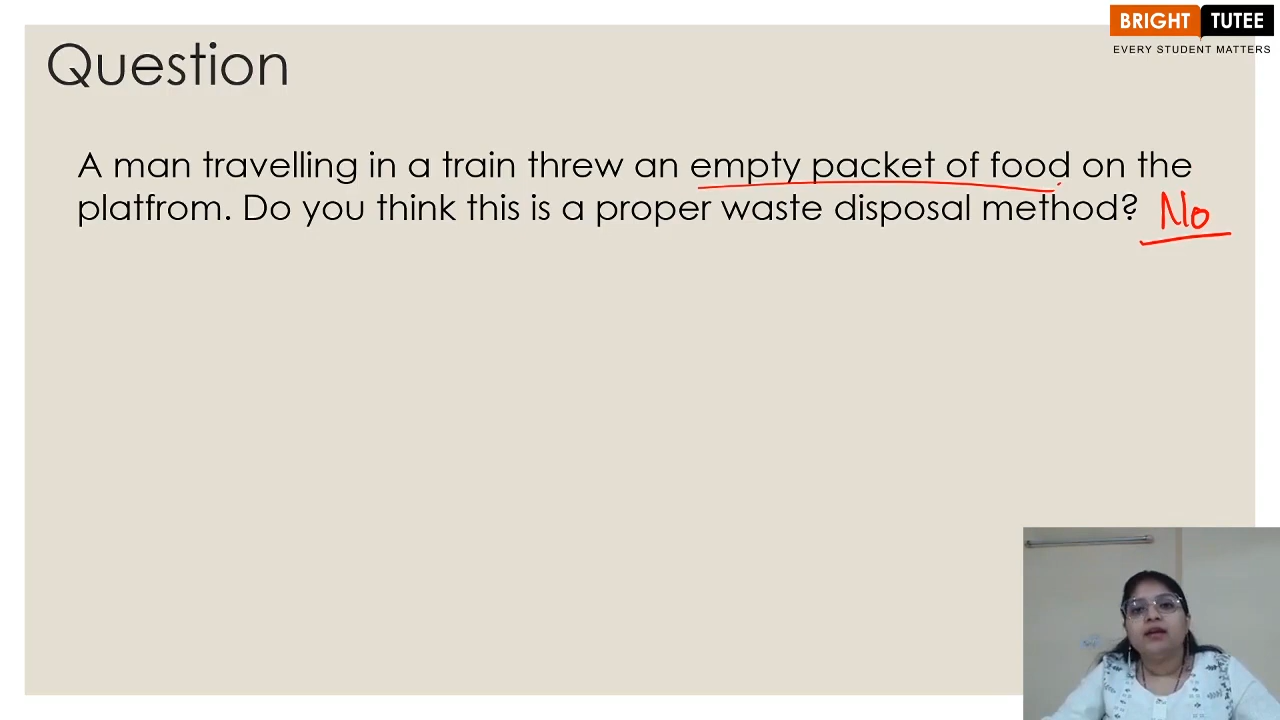 BRIGHT TUTEE
EVERY STUDENT MATTERS
Question
A man travelling in a train threw an empty packet of food on the
platfrom. Do you think this is a proper waste disposal method? No